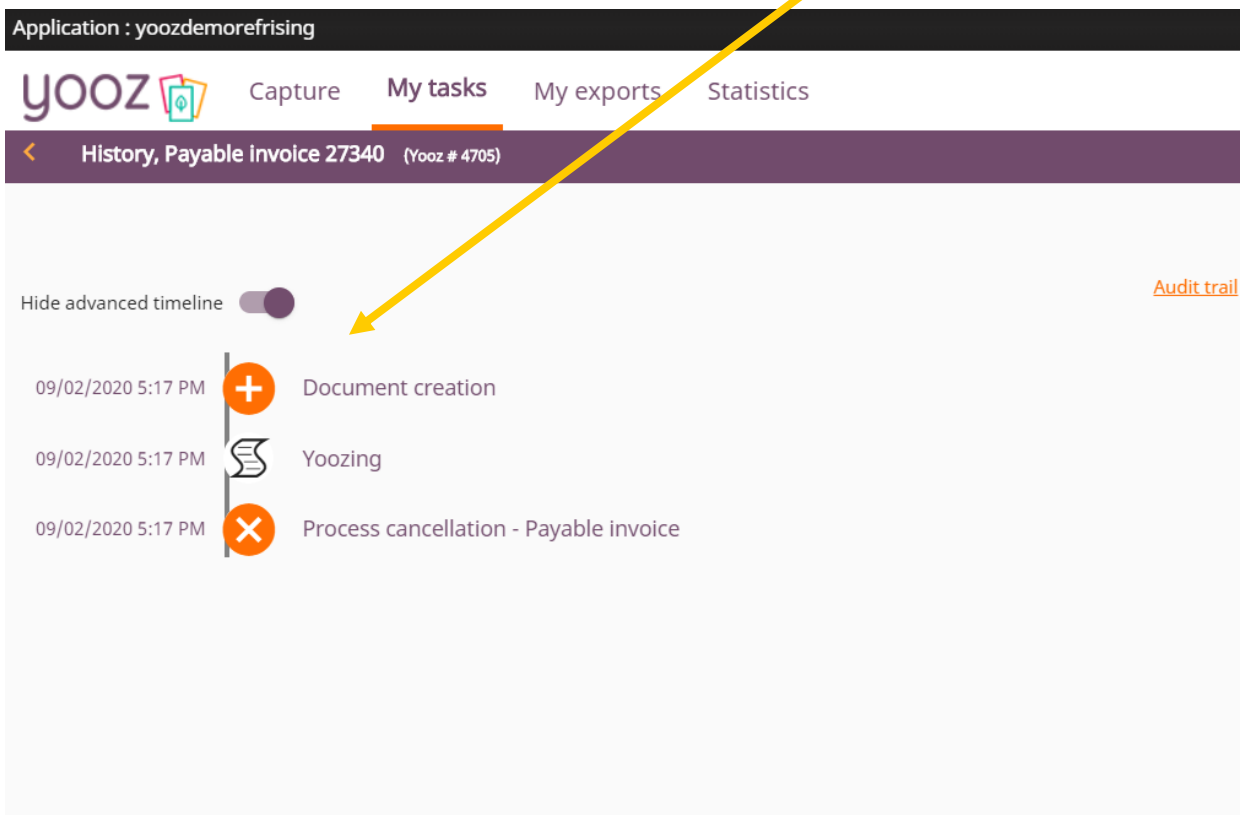 Application : yoozdemorefrising
yooz Capture My tasks My exports Statistics
History, Payable invoice 27340 (Yooz # 4705)
Audit trail
Hide advanced timeline
09/02/2020 5:17 PM Document creation
09/02/2020 5:17 PM Yoozing
09/02/2020 5:17 PM Process cancellation - Payable invoice